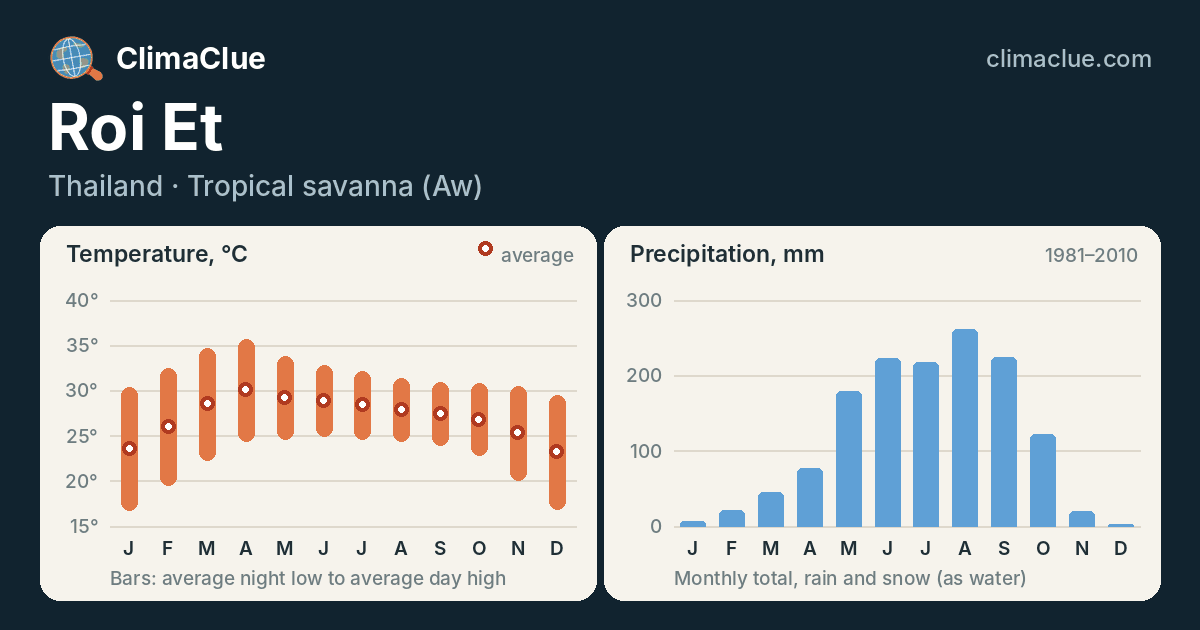 ClimaClue
climaclue.com
Roi Et
Thailand · Tropical savanna (Aw)
Temperature, °C
average
40°
35°
30°
25°
20°
15°
J F M A M J J A S O N D
Bars: average night low to average day high
Precipitation, mm
1981–2010
300
200
100
0
J F M A M J J A S O N D
Monthly total, rain and snow (as water)